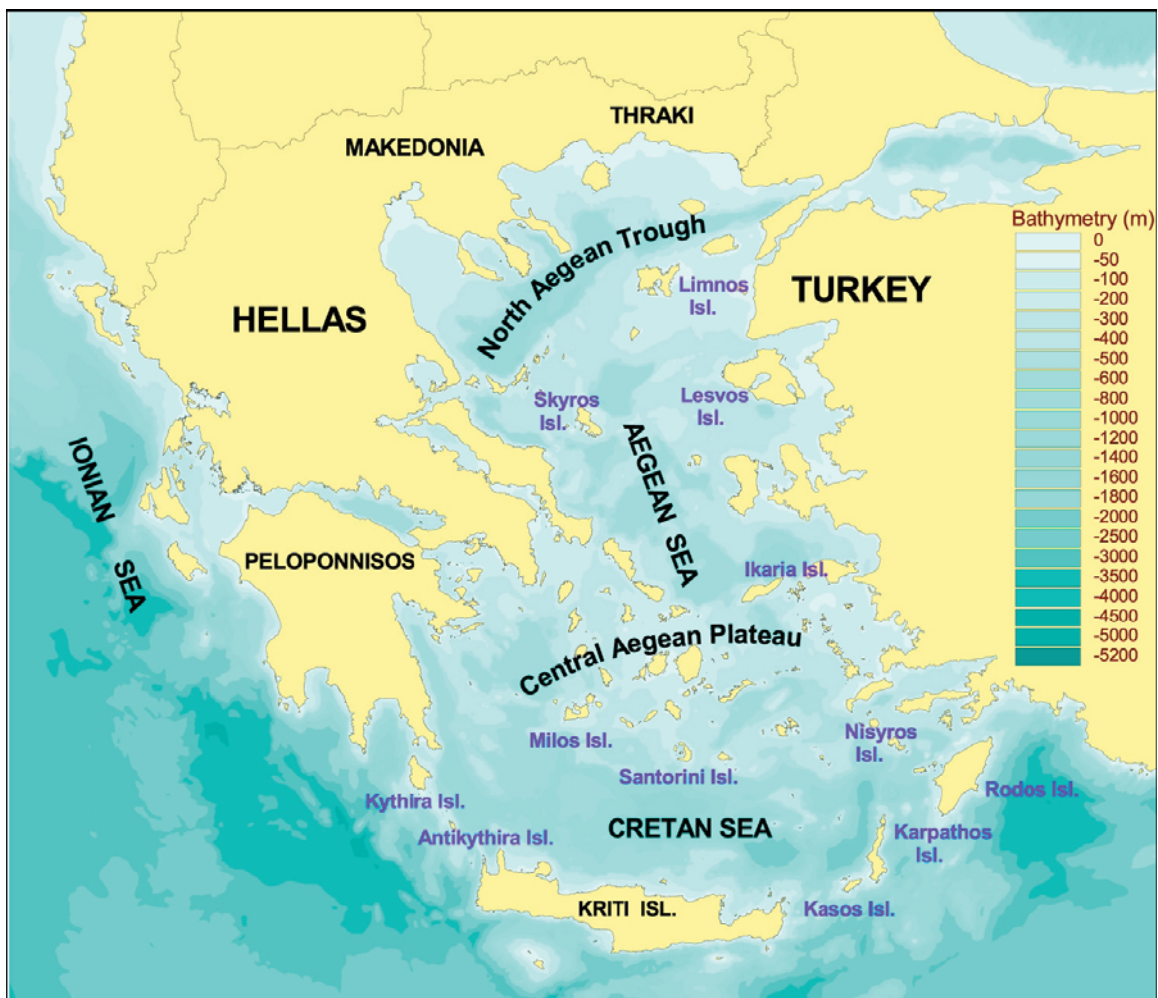 THRAKI
MAKEDONIA
North Aegean Trough
Bathymetry (m)
0
-50
-100
-200
-300
-400
-500
-600
-800
-1000
-1200
-1400
-1600
-1800
-2000
-2500
-3000
-3500
-4000
-4500
-5000
-5200
Limnos
Isl.
TURKEY
HELLAS
Skyros
Isl.
Lesvos
Isl.
IONIAN SEA
AEGEAN SEA
PELOPONNISOS
Ikaria Isl.
Central Aegean Plateau
Milos Isl.
Nisyros
Isl.
Santorini Isl.
Rodos Isl.
Kythira Isl.
Antikythira Isl.
CRETAN SEA
Karpathos
Isl.
KRITI ISL.
Kasos Isl.